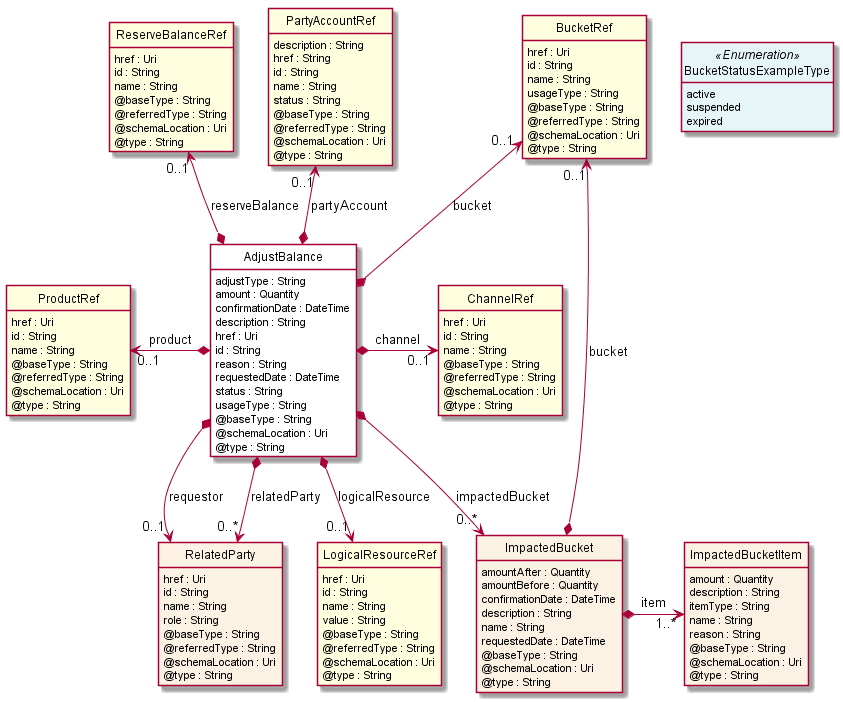 ReserveBalanceRef
href : Uri
id : String
name : String
@baseType : String
@referredType : String
@schemaLocation : Uri
@type : String
PartyAccountRef
description : String
href : String
id : String
name : String
status : String
@baseType : String
@referredType : String
@schemaLocation : Uri
@type : String
BucketRef
href : Uri
id : String
name : String
usageType : String
@baseType : String
@referredType : String
@schemaLocation : Uri
@type : String
«Enumeration»
BucketStatusExampleType
active
suspended
expired
0..1
0..1
0..1
0..1
reserveBalance
partyAccount
bucket
AdjustBalance
adjustType : String
amount : Quantity
confirmationDate : DateTime
description : String
href : Uri
id : String
reason : String
requestedDate : DateTime
status : String
usageType : String
@baseType : String
@schemaLocation : Uri
@type : String
ProductRef
href : Uri
id : String
name : String
@baseType : String
@referredType : String
@schemaLocation : Uri
@type : String
product
0..1
channel
0..1
ChannelRef
href : Uri
id : String
name : String
@baseType : String
@referredType : String
@schemaLocation : Uri
@type : String
bucket
requestor
relatedParty
logicalResource
impactedBucket
0..1
0..*
0..1
0..*
RelatedParty
href : Uri
id : String
name : String
role : String
@baseType : String
@referredType : String
@schemaLocation : Uri
@type : String
LogicalResourceRef
href : Uri
id : String
name : String
value : String
@baseType : String
@referredType : String
@schemaLocation : Uri
@type : String
ImpactedBucket
amountAfter : Quantity
amountBefore : Quantity
confirmationDate : DateTime
description : String
name : String
requestedDate : DateTime
@baseType : String
@schemaLocation : Uri
@type : String
item
1..*
ImpactedBucketItem
amount : Quantity
description : String
itemType : String
name : String
reason : String
@baseType : String
@schemaLocation : Uri
@type : String